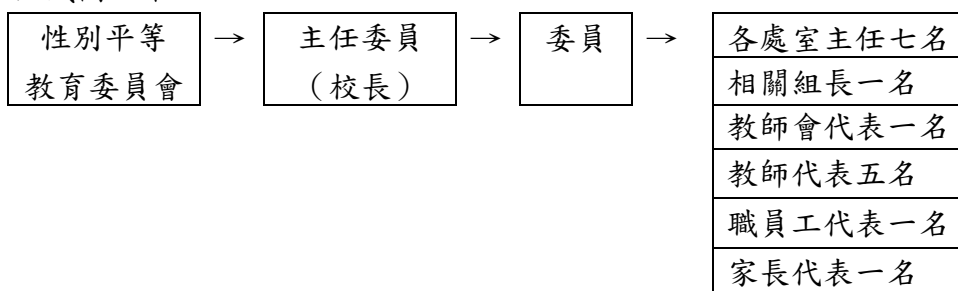 性別平等
教育委員會
→
主任委員
（校長）
→
委員
→
各處室主任七名
相關組長一名
教師會代表一名
教師代表五名
職員工代表一名
家長代表一名